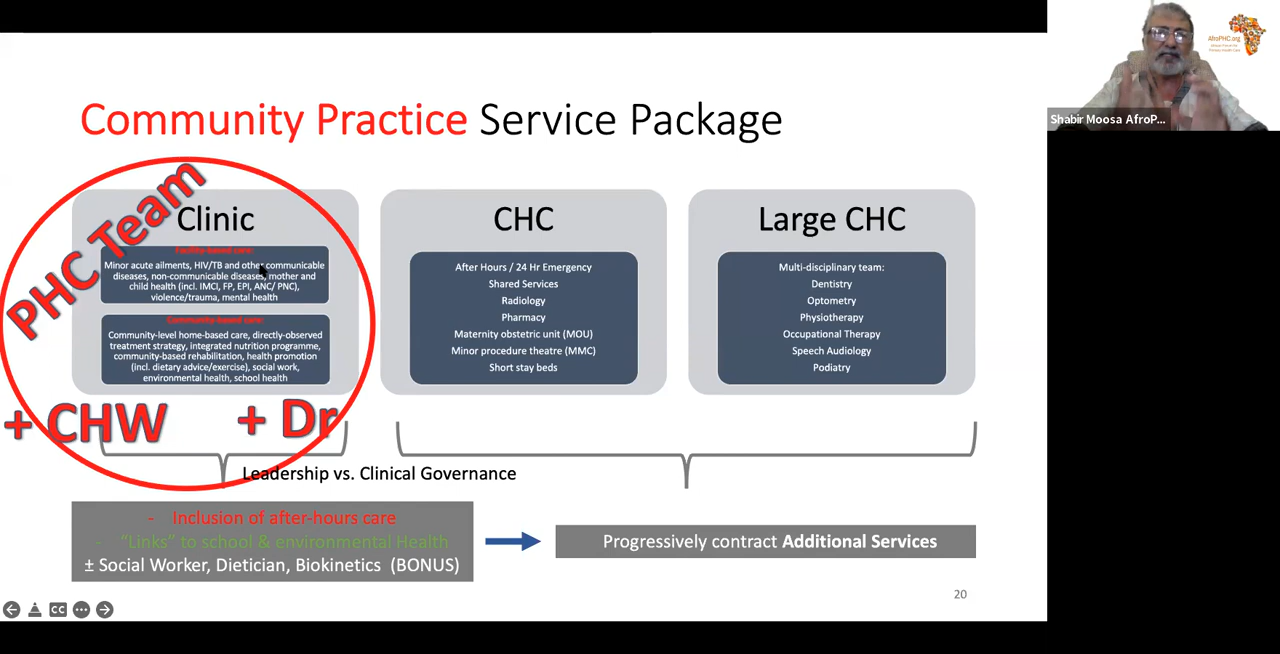 Community Practice Service Package
PHC Team
Clinic
Facility-based care:
Minor acute ailments, HIV/TB and other communicable
diseases, non-communicable diseases, mother and
child health (incl. IMCI, FP, EPI, ANC/ PNC),
violence/trauma, mental health
Community-based care:
Community-level home-based care, directly-observed
treatment strategy, integrated nutrition programme,
community-based rehabilitation, health promotion
(incl. dietary advice/exercise), social work,
environmental health, school health
+ CHW + Dr
CHC
After Hours / 24 Hr Emergency
Shared Services
Radiology
Pharmacy
Maternity obstetric unit (MOU)
Minor procedure theatre (MMC)
Short stay beds
Large CHC
Multi-disciplinary team:
Dentistry
Optometry
Physiotherapy
Occupational Therapy
Speech Audiology
Podiatry
Leadership vs. Clinical Governance
- Inclusion of after-hours care
- “Links” to school & environmental Health
± Social Worker, Dietician, Biokinetics (BONUS)
Progressively contract Additional Services
20
CC
AfroPHC.org
Shabir Moosa AfroP...